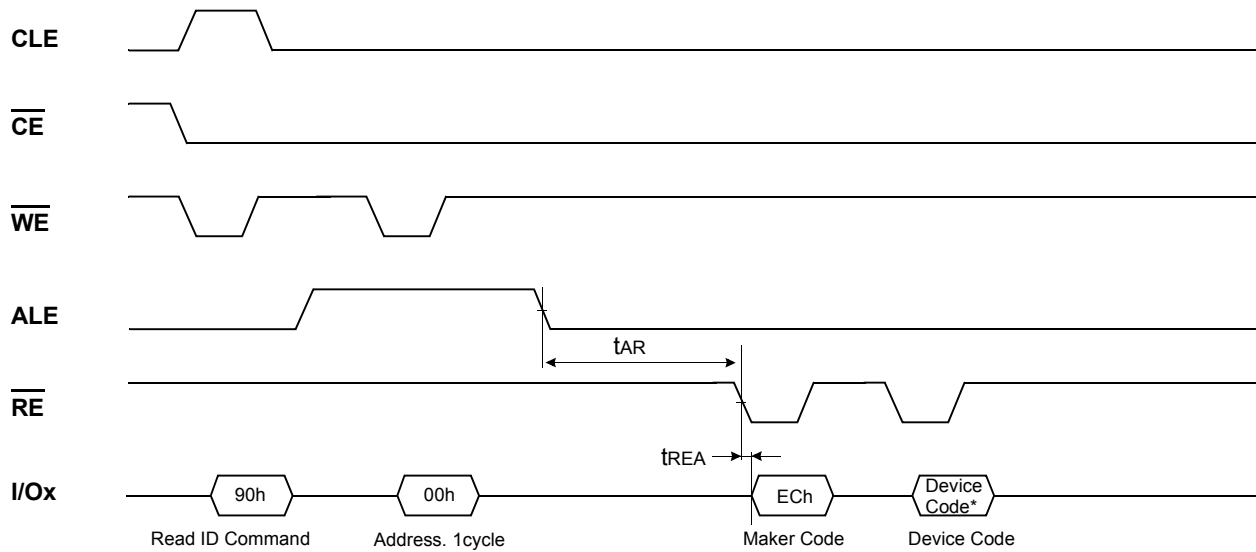 CLE
CE
WE
ALE
tAR
RE
tREA
I/Ox
90h
00h
ECh
Device
Code*
Read ID Command
Address. 1cycle
Maker Code
Device Code